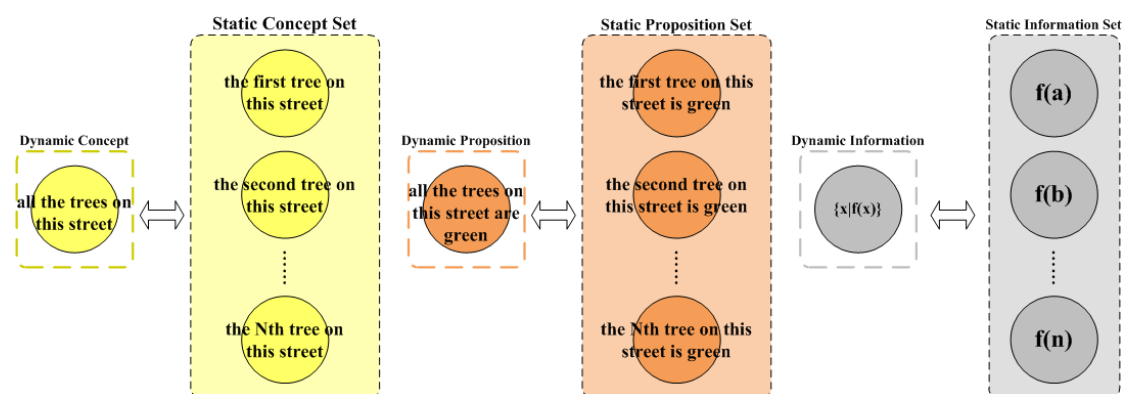 Static Concept Set
the first tree on
this street
Dynamic Concept
all the trees on
this street
the second tree on
this street
......
the Nth tree on
this street
Static Proposition Set
the first tree on this
street is green
Dynamic Proposition
all the trees on
this street are
green
the second tree on
this street is green
......
the Nth tree on this
street is green
Static Information Set
f(a)
Dynamic Information
{x|f(x)}
f(b)
......
f(n)